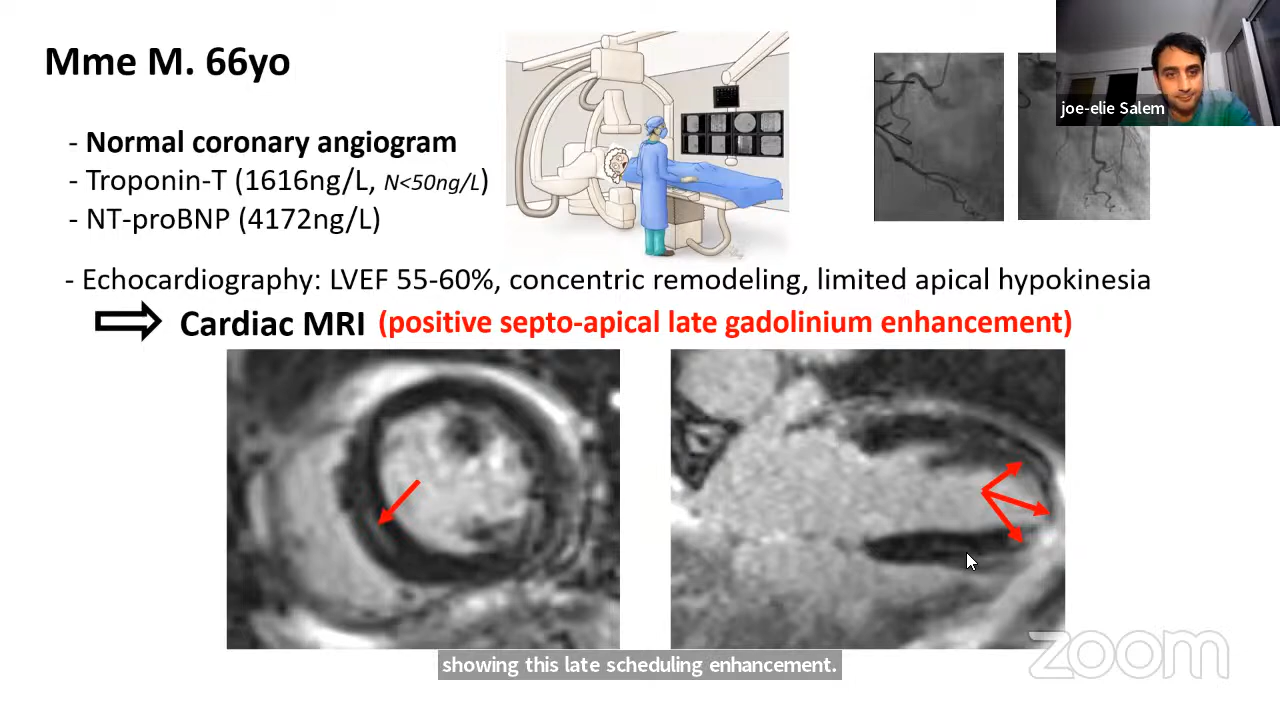 Mme M. 66yo
joe-elie Salem
- Normal coronary angiogram
- Troponin-T (1616ng/L, N<50ng/L)
- NT-proBNP (4172ng/L)
- Echocardiography: LVEF 55-60%, concentric remodeling, limited apical hypokinesia
Cardiac MRI (positive septo-apical late gadolinium enhancement)
zoom
showing this late scheduling enhancement.